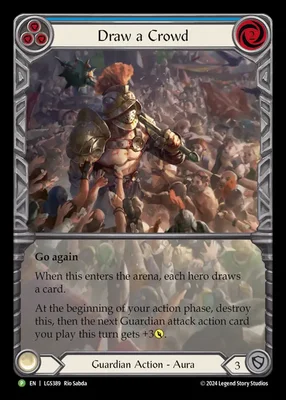 Draw a Crowd
2
Go again
When this enters the arena, each hero draws
a card.
At the beginning of your action phase, destroy
this, then the next Guardian attack action card
you play this turn gets +3
Guardian Action - Aura
3
P EN | LGS389 Rio Sabda
© 2024 Legend Story Studios